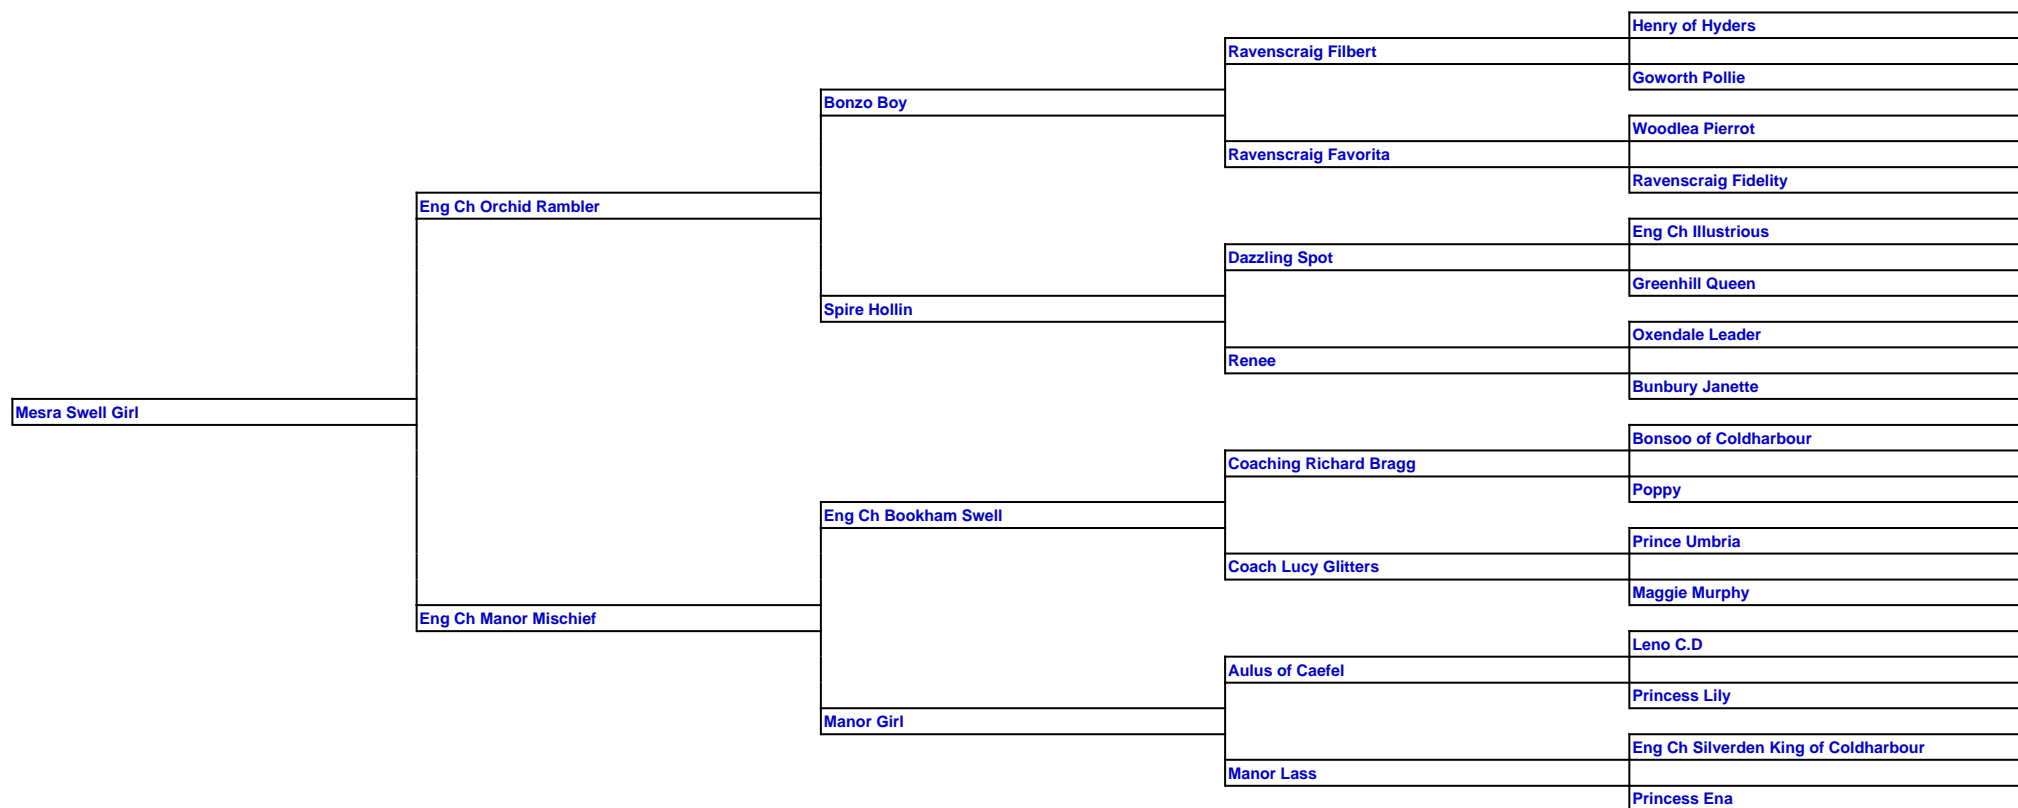 Henry of Hyders
Ravenscraig Filbert
Goworth Pollie
Bonzo Boy
Woodlea Pierrot
Ravenscraig Favorita
Ravenscraig Fidelity
Eng Ch Orchid Rambler
Eng Ch Illustrious
Dazzling Spot
Greenhill Queen
Spire Hollin
Oxendale Leader
Renee
Bunbury Janette
Mesra Swell Girl
Bonsoo of Coldharbour
Coaching Richard Bragg
Poppy
Eng Ch Bookham Swell
Prince Umbria
Coach Lucy Glitters
Maggie Murphy
Eng Ch Manor Mischief
Leno C.D
Aulus of Caefel
Princess Lily
Manor Girl
Eng Ch Silverden King of Coldharbour
Manor Lass
Princess Ena